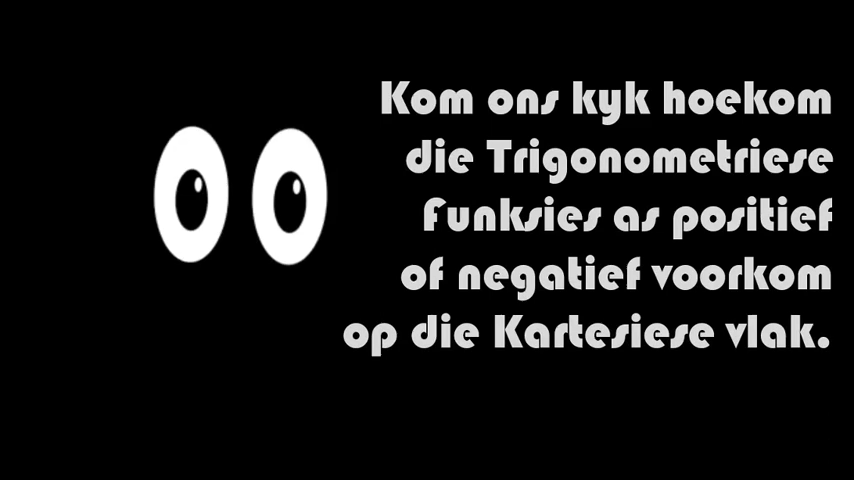 Kom ons kyk hoekom
die Trigonometriese
Funksies as positief
of negatief voorkom
op die Kartesiese vlak.